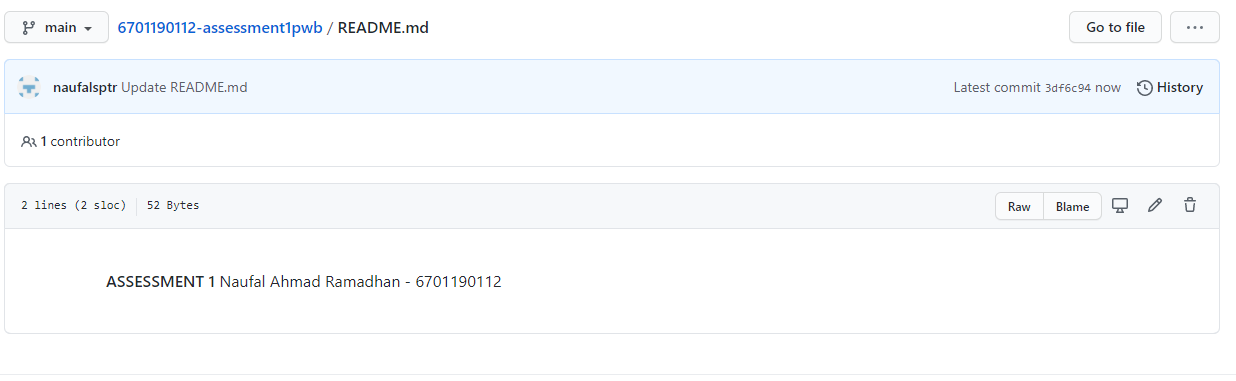 main 6701190112-assessment1pwb / README.md Go to file ...
naufalsptr Update README.md Latest commit 3df6c94 now History
1 contributor
2 lines (2 sloc) 52 Bytes Raw Blame
ASSESSMENT 1 Naufal Ahmad Ramadhan - 6701190112